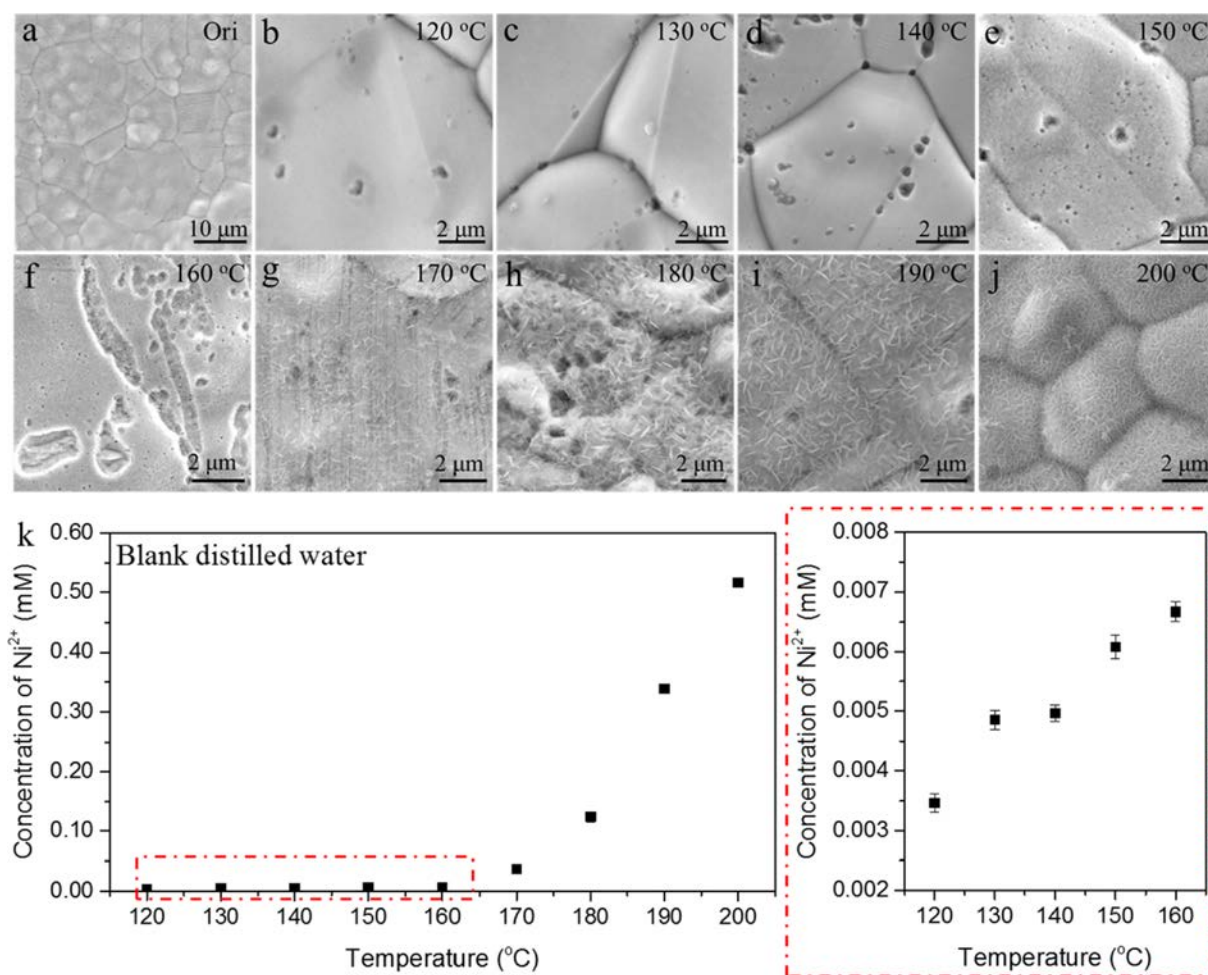 a Ori
10 μm
b 120 °C
2 μm
c 130 °C
2 μm
d 140 °C
2 μm
e 150 °C
2 μm
f 160 °C
2 μm
g 170 °C
2 μm
h 180 °C
2 μm
i 190 °C
2 μm
j 200 °C
2 μm
k
Blank distilled water
Concentration of Ni²⁺ (mM)
0.60
0.50
0.40
0.30
0.20
0.10
0.00
120 130 140 150 160 170 180 190 200
Temperature (°C)
Concentration of Ni²⁺ (mM)
0.008
0.007
0.006
0.005
0.004
0.003
0.002
120 130 140 150 160
Temperature (°C)